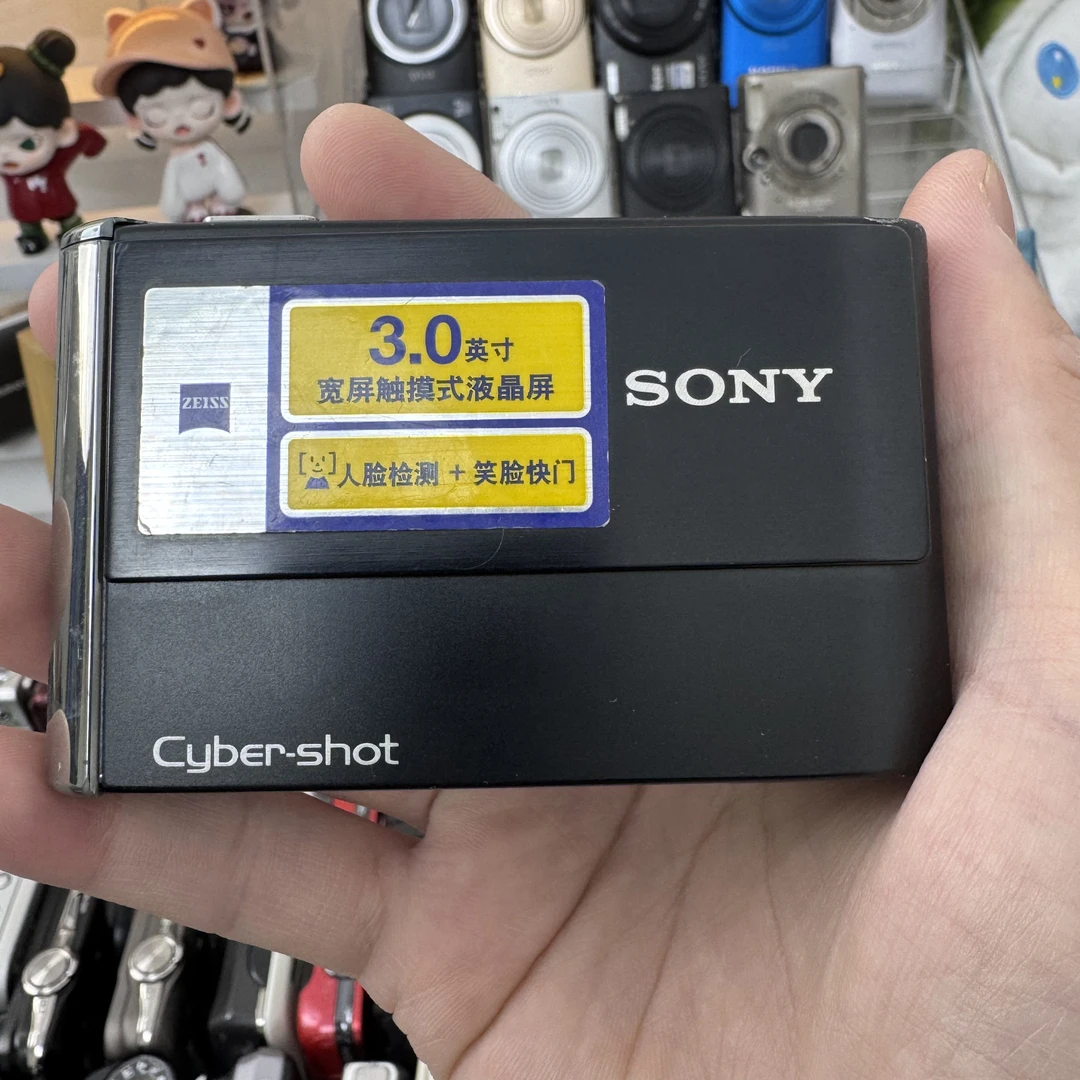 ZEISS
3.0英寸
宽屏触摸式液晶屏
人脸检测 + 笑脸快门
SONY
Cyber-shot